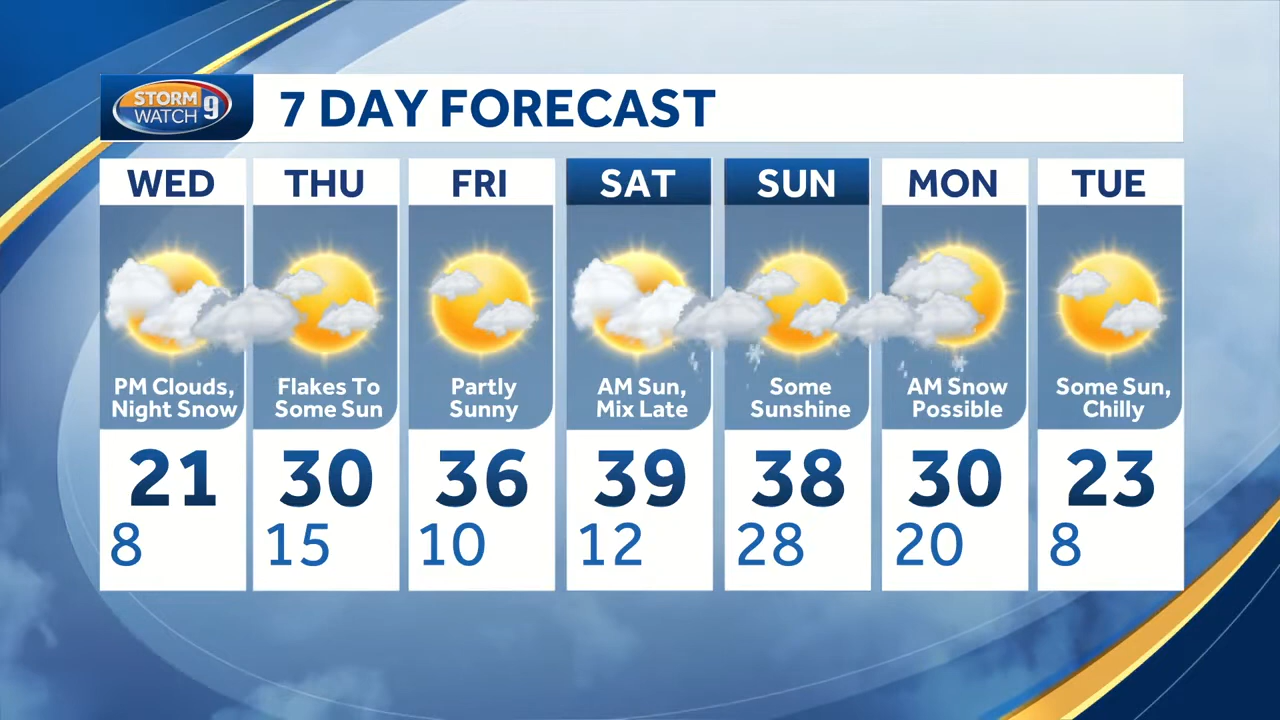 STORM
WATCH 9
7 DAY FORECAST
WED
THU
FRI
SAT
SUN
MON
TUE
PM Clouds,
Night Snow
Flakes To
Some Sun
Partly
Sunny
AM Sun,
Mix Late
Some
Sunshine
AM Snow
Possible
Some Sun,
Chilly
21
30
36
39
38
30
23
8
15
10
12
28
20
8